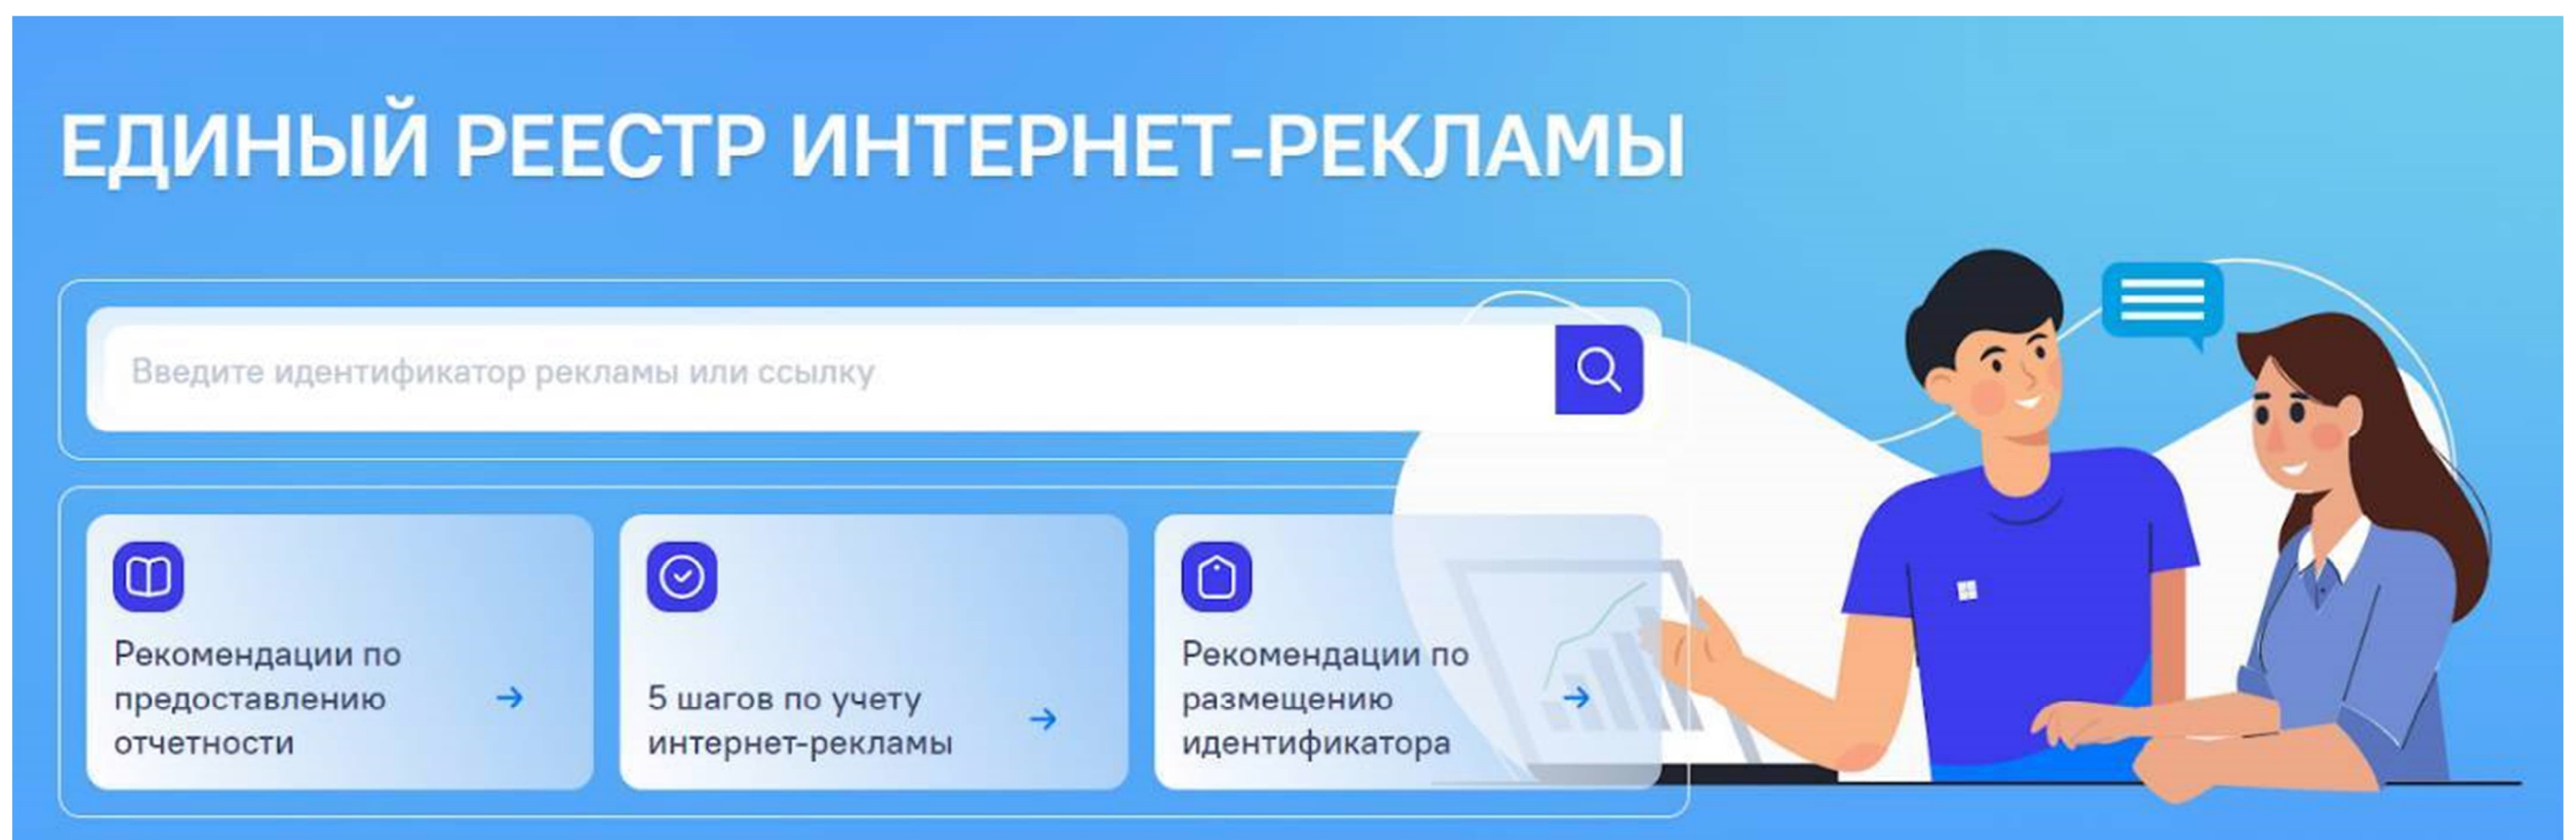 ЕДИНЫЙ РЕЕСТР ИНТЕРНЕТ-РЕКЛАМЫ
Введите идентификатор рекламы или ссылку
Рекомендации по
предоставлению
отчетности
5 шагов по учету
интернет-рекламы
Рекомендации по
размещению
идентификатора